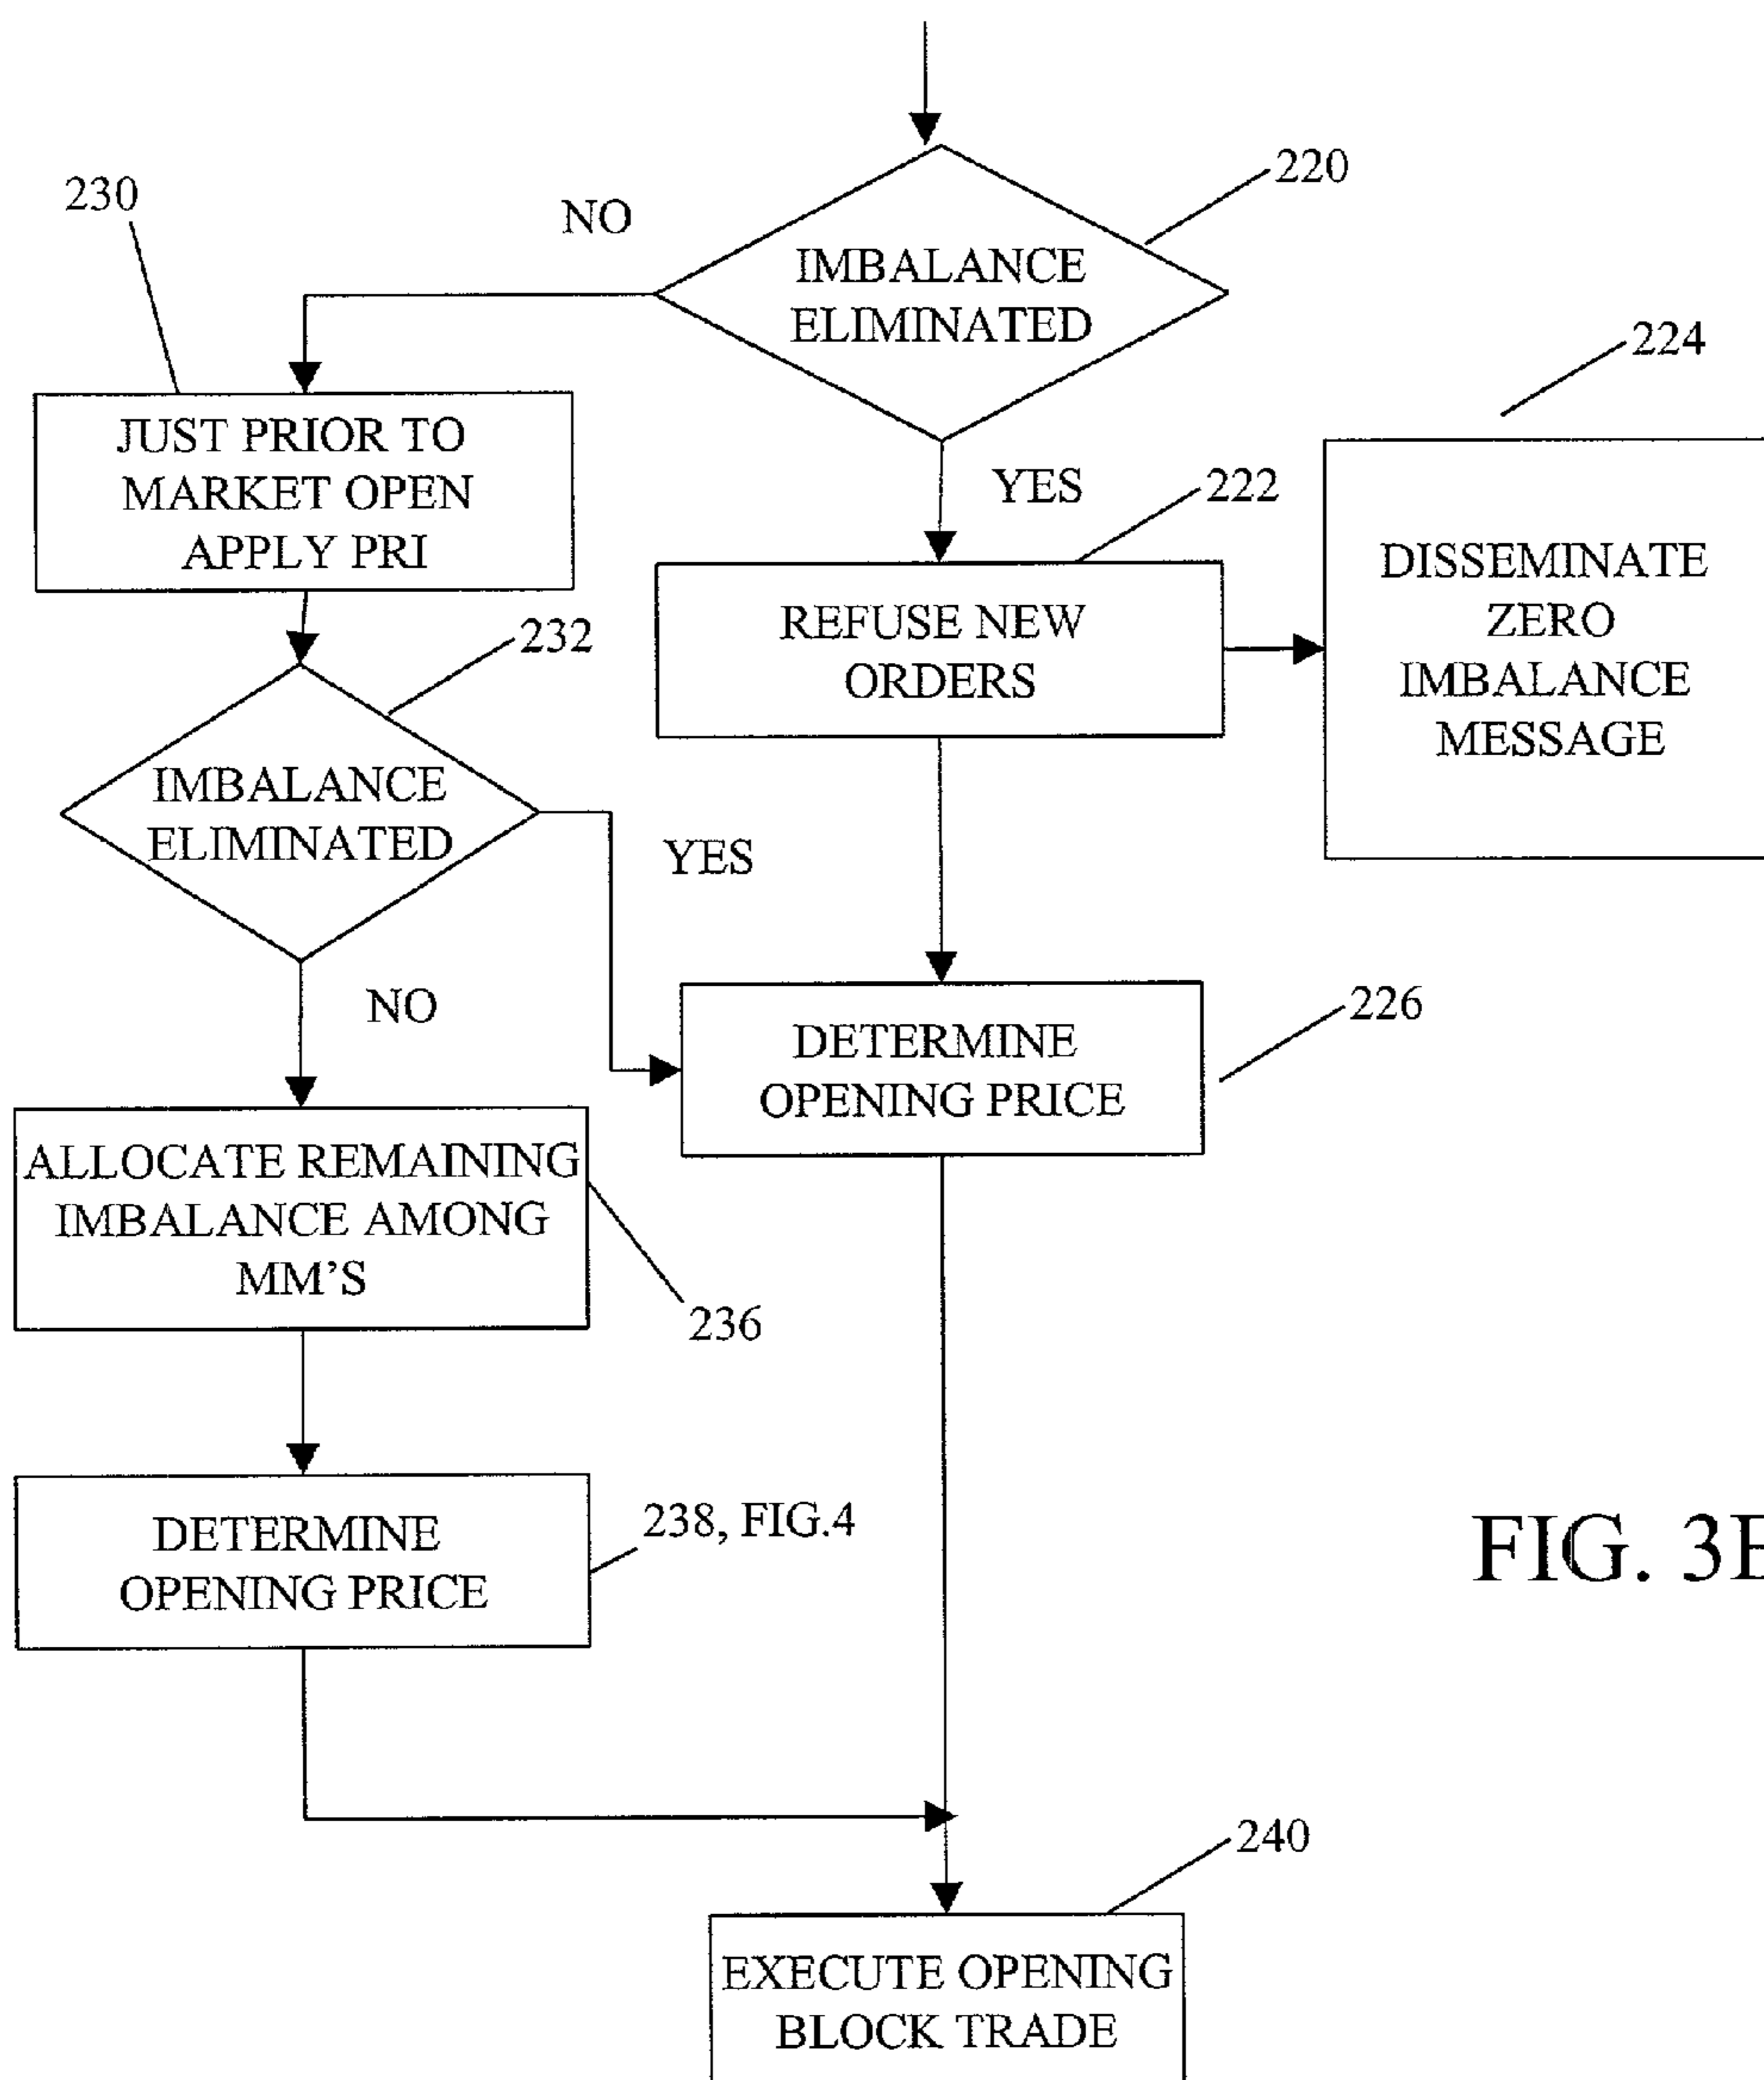 220
230
NO
IMBALANCE
ELIMINATED
224
JUST PRIOR TO
MARKET OPEN
APPLY PRI
YES
222
DISSEMINATE
ZERO
IMBALANCE
MESSAGE
REFUSE NEW
ORDERS
232
IMBALANCE
ELIMINATED
YES
NO
226
DETERMINE
OPENING PRICE
ALLOCATE REMAINING
IMBALANCE AMONG
MM'S
236
238, FIG.4
DETERMINE
OPENING PRICE
FIG.
240
EXECUTE OPENING
BLOCK TRADE